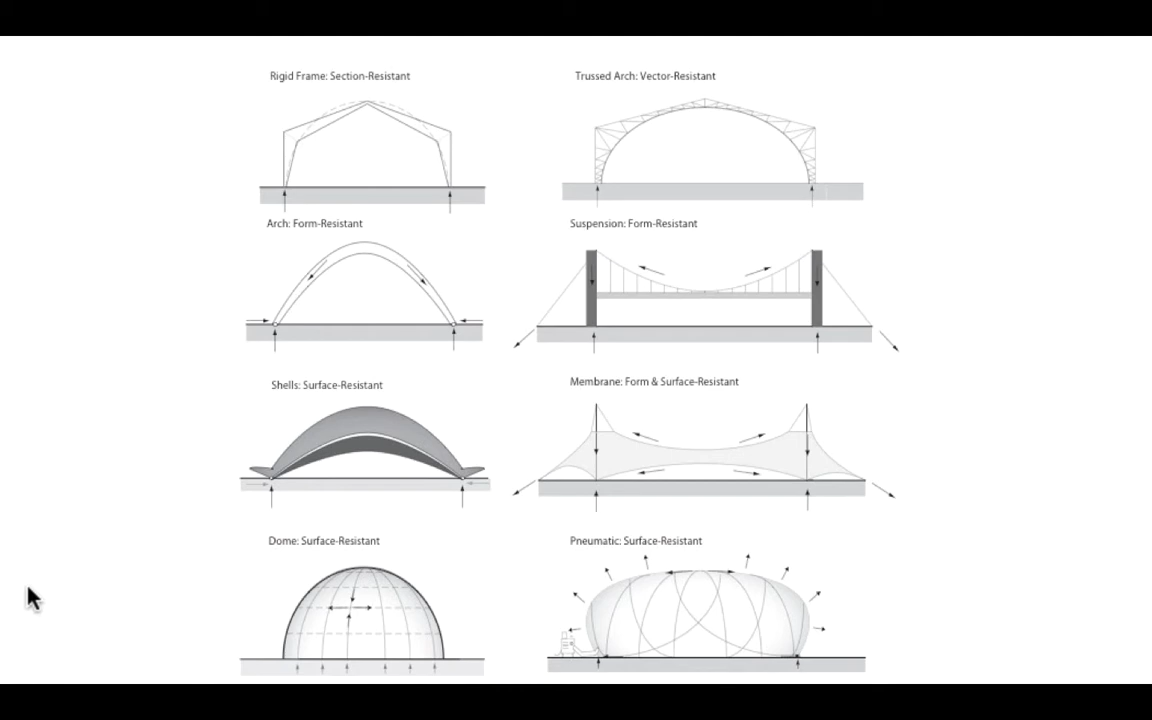 Rigid Frame: Section-Resistant
Trussed Arch: Vector-Resistant
Arch: Form-Resistant
Suspension: Form-Resistant
Shells: Surface-Resistant
Membrane: Form & Surface-Resistant
Dome: Surface-Resistant
Pneumatic: Surface-Resistant